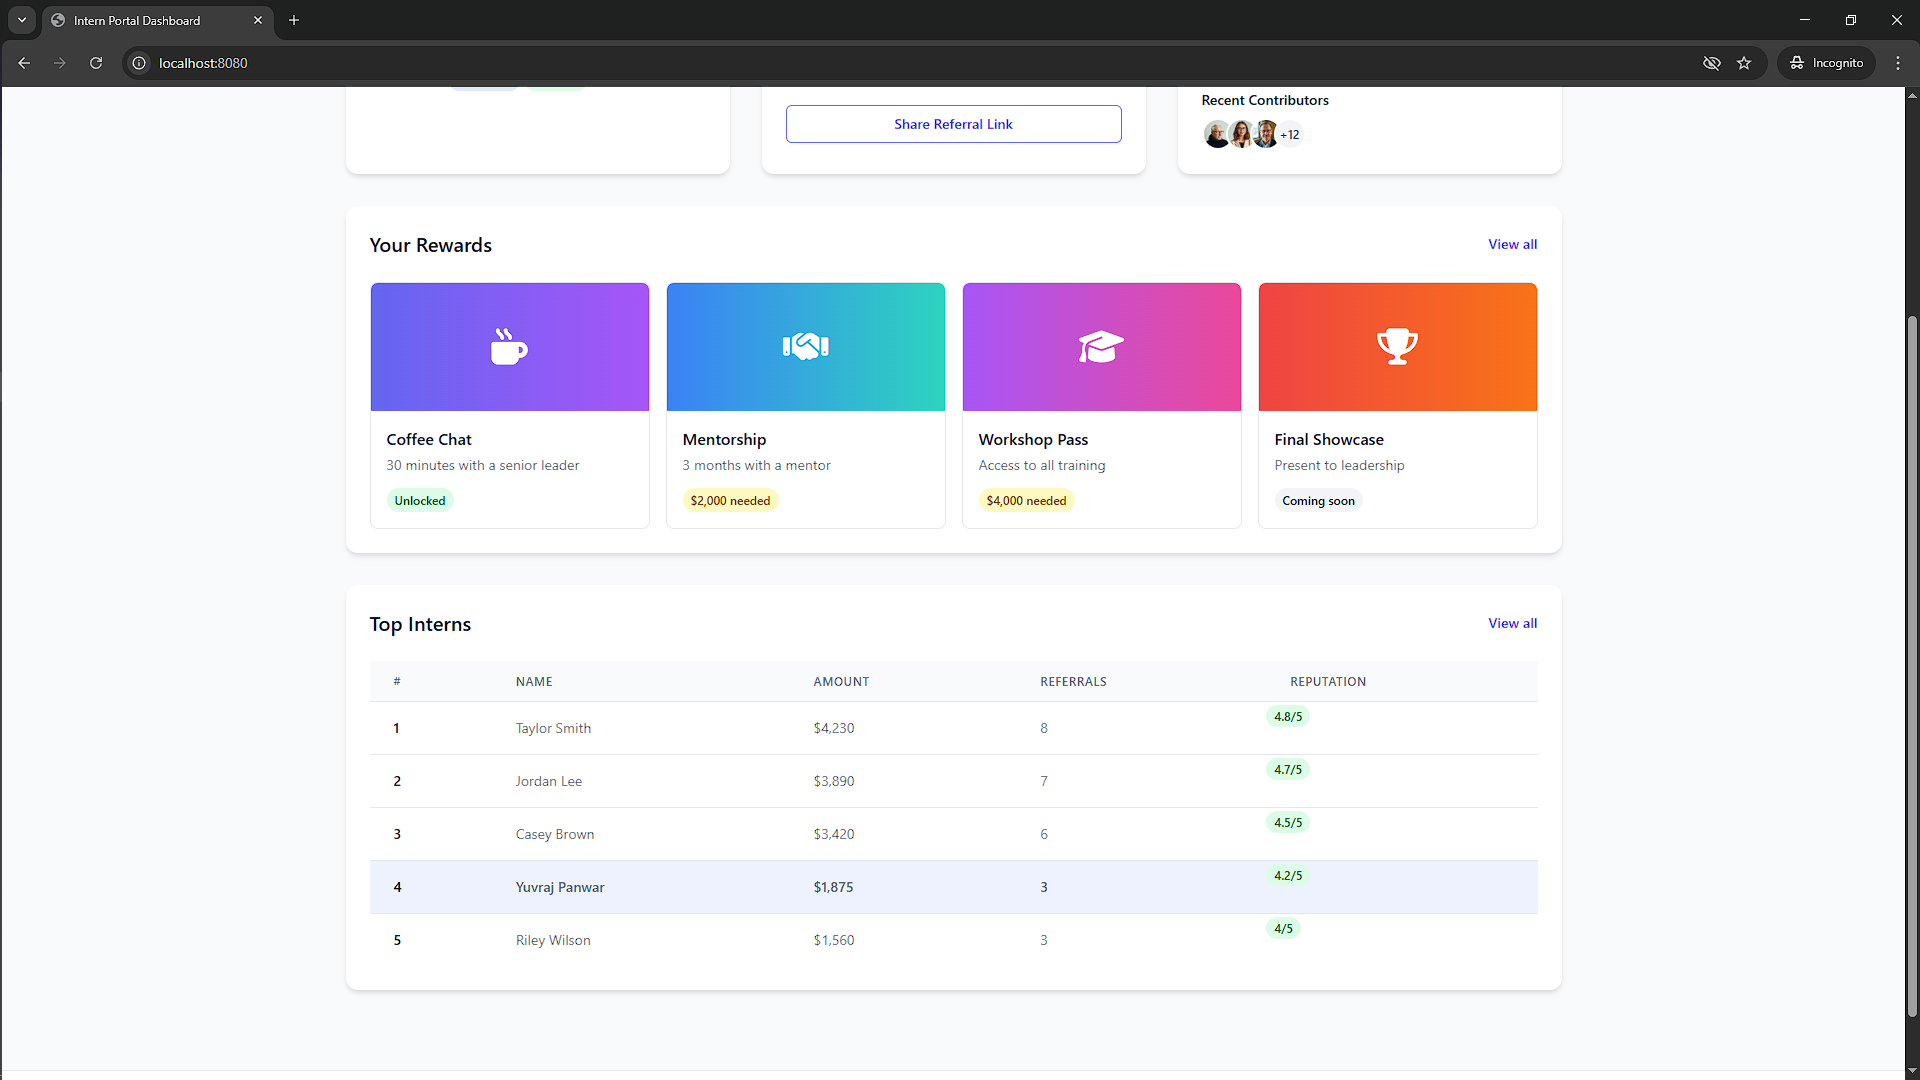 Intern Portal Dashboard
localhost:8080
Incognito
Share Referral Link
Recent Contributors
+12
Your Rewards
View all
Coffee Chat
30 minutes with a senior leader
Unlocked
Mentorship
3 months with a mentor
$2,000 needed
Workshop Pass
Access to all training
$4,000 needed
Final Showcase
Present to leadership
Coming soon
Top Interns
View all
# NAME AMOUNT REFERRALS REPUTATION
1 Taylor Smith $4,230 8 4.8/5
2 Jordan Lee $3,890 7 4.7/5
3 Casey Brown $3,420 6 4.5/5
4 Yuvraj Panwar $1,875 3 4.2/5
5 Riley Wilson $1,560 3 4/5